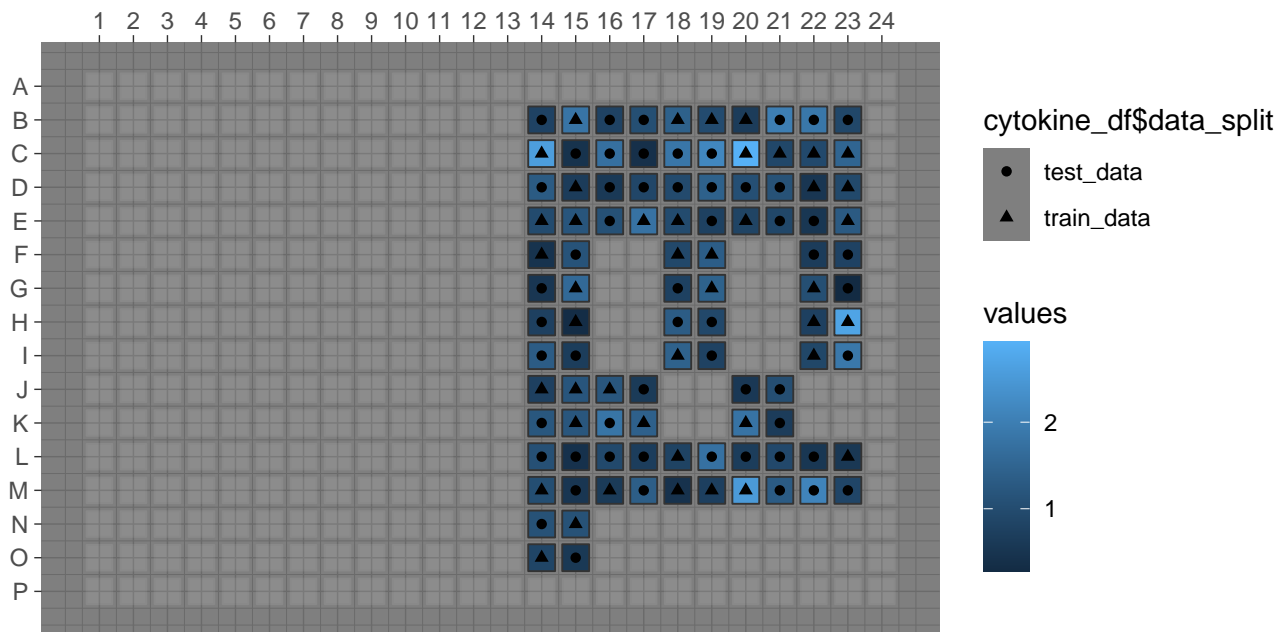 1 2 3 4 5 6 7 8 9 10 11 12 13 14 15 16 17 18 19 20 21 22 23 24
A
B
C
D
E
F
G
H
I
J
K
L
M
N
O
P
cytokine_df$data_split
test_data
train_data
values
2
1